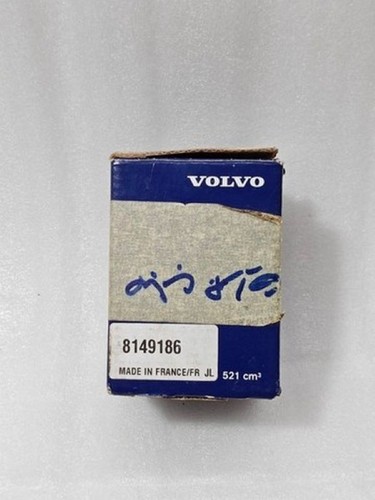 VOLVO
8149186
MADE IN FRANCE/FR JL
521 cm³